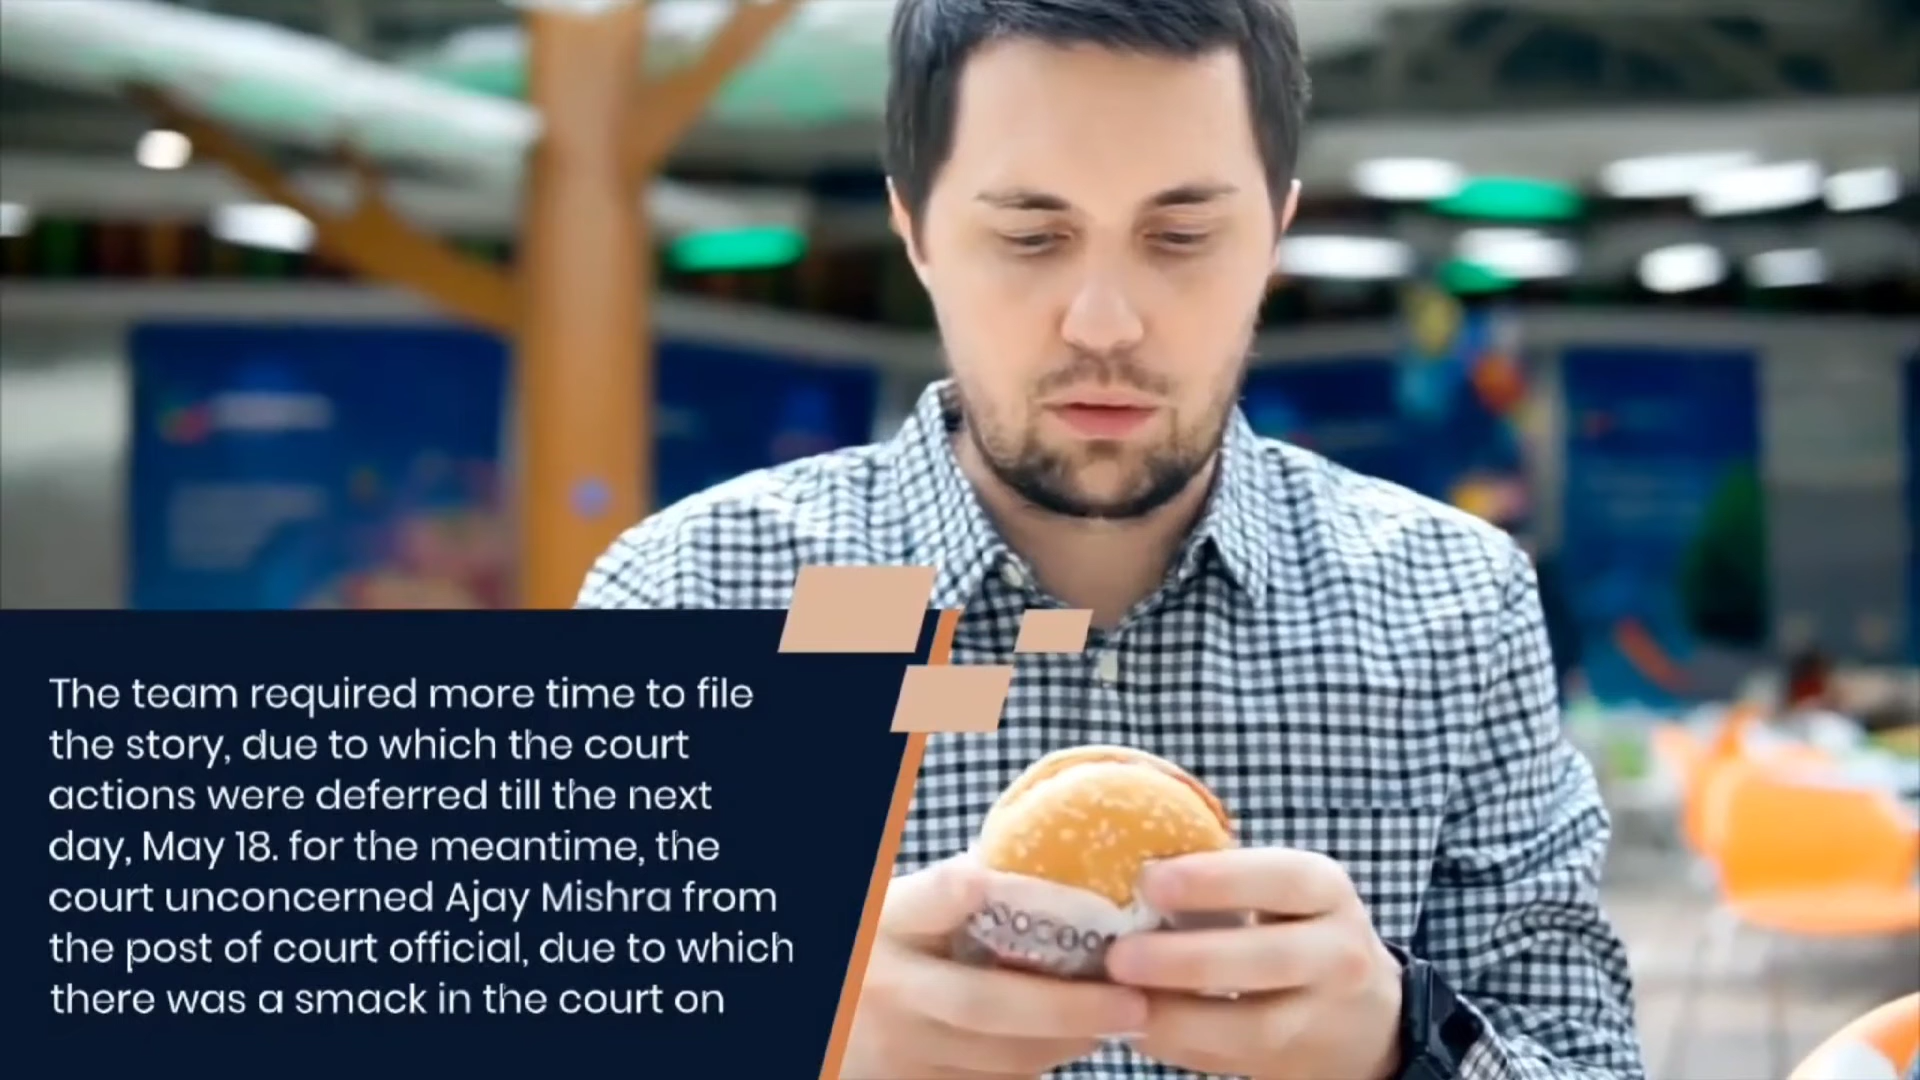 The team required more time to file
the story, due to which the court
actions were deferred till the next
day, May 18. for the meantime, the
court unconcerned Ajay Mishra from
the post of court official, due to which
there was a smack in the court on